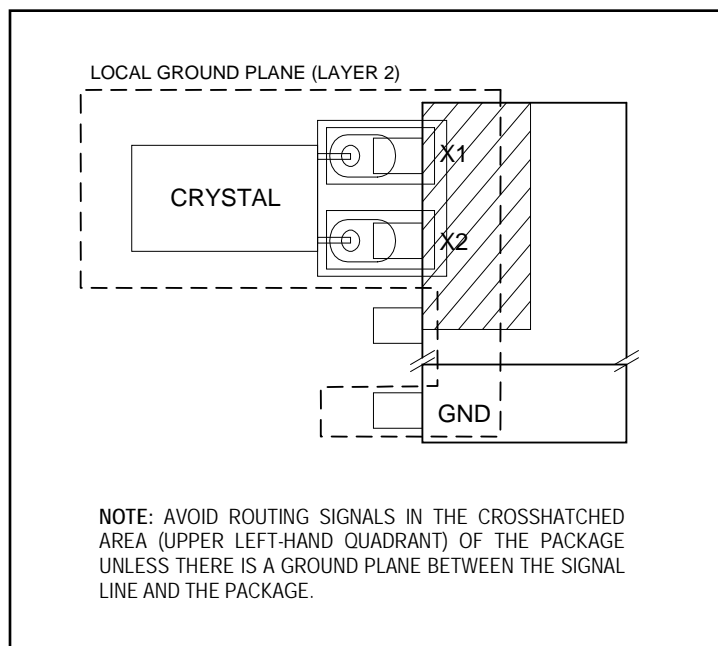 LOCAL GROUND PLANE (LAYER 2)
X1
CRYSTAL
X2
GND
NOTE: AVOID ROUTING SIGNALS IN THE CROSSHATCHED
AREA (UPPER LEFT-HAND QUADRANT) OF THE PACKAGE
UNLESS THERE IS A GROUND PLANE BETWEEN THE SIGNAL
LINE AND THE PACKAGE.